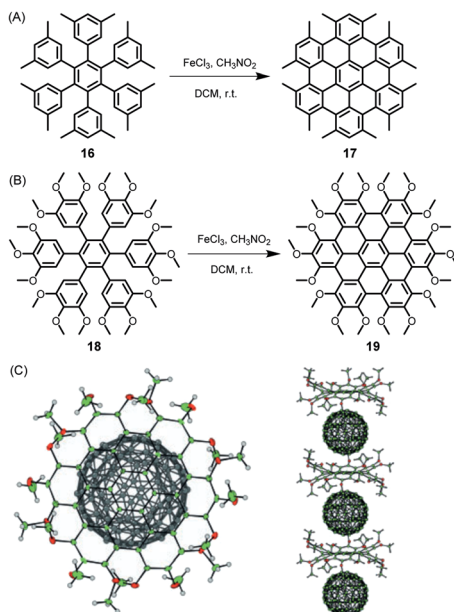 (A)
FeCl3, CH3NO2
DCM, r.t.
16
17
(B)
O O O O
O O O O
O O
FeCl3, CH3NO2
DCM, r.t.
18
19
(C)